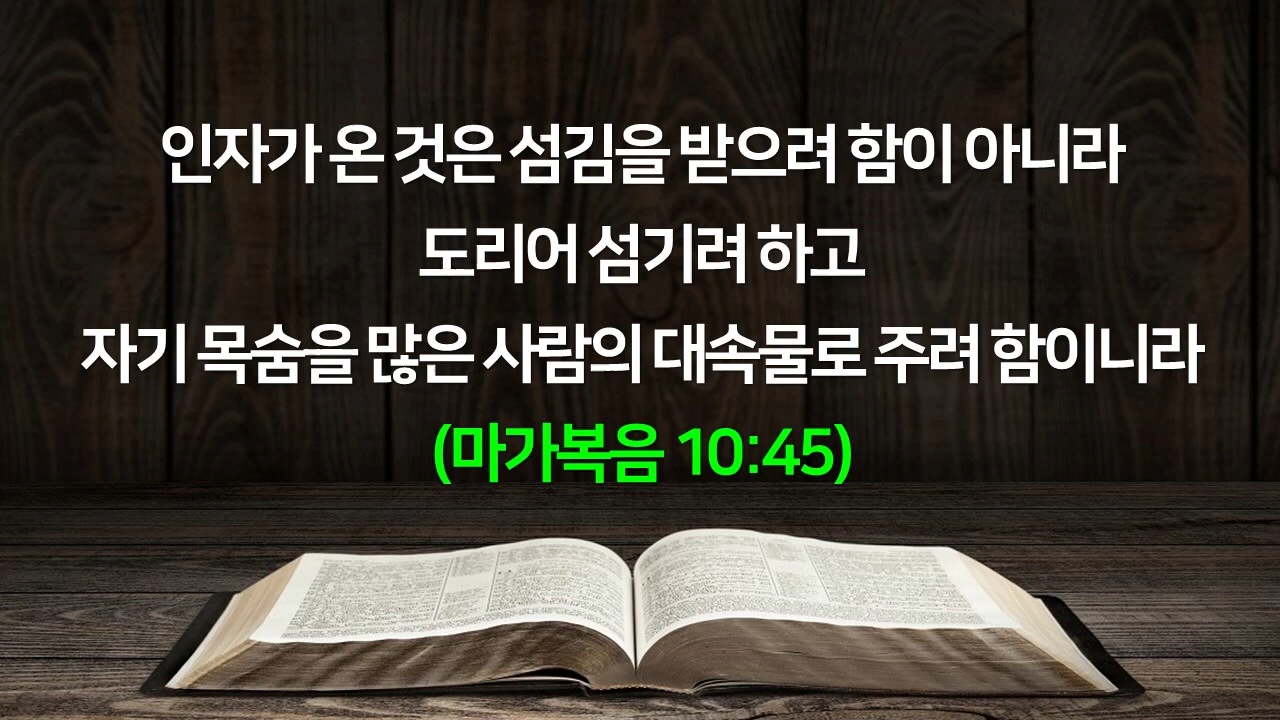 인자가 온 것은 섬김을 받으려 함이 아니라
도리어 섬기려 하고
자기 목숨을 많은 사람의 대속물로 주려 함이니라
(마가복음 10:45)